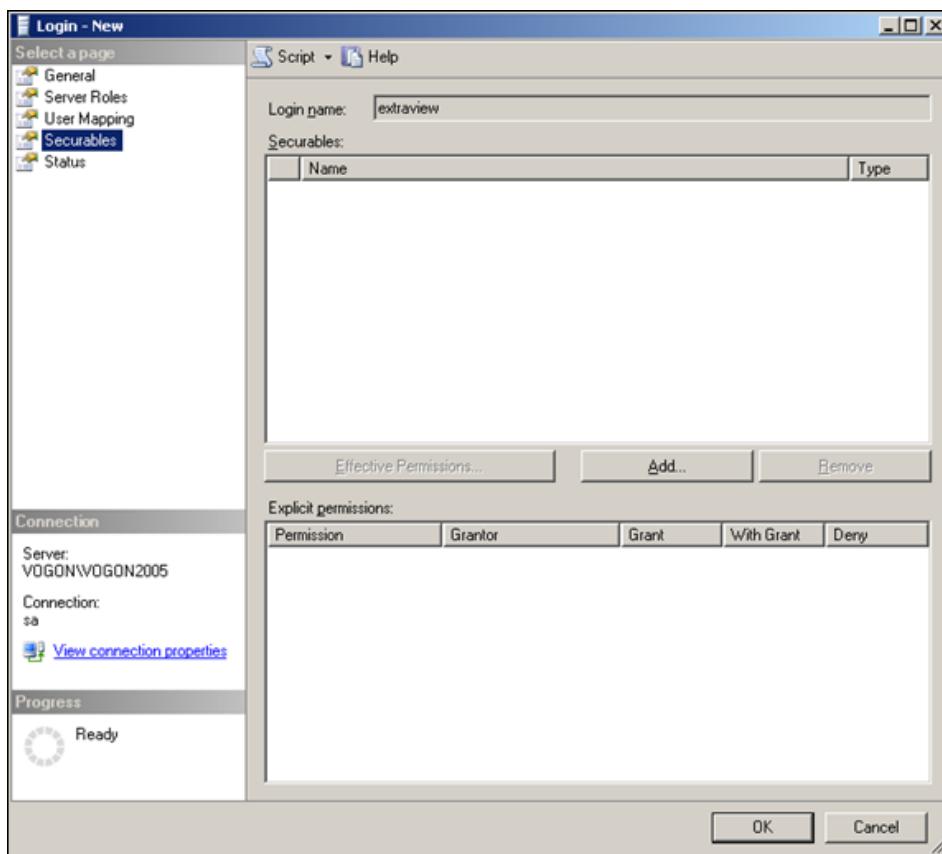 Login - New
Select a page
General
Server Roles
User Mapping
Securables
Status
Script Help
Login name: extraview
Securables:
Name Type
Effective Permissions... Add... Remove
Explicit permissions:
Permission Grantor Grant With Grant Deny
Connection
Server:
VOGON\VOGON2005
Connection:
sa
View connection properties
Progress
Ready
OK Cancel